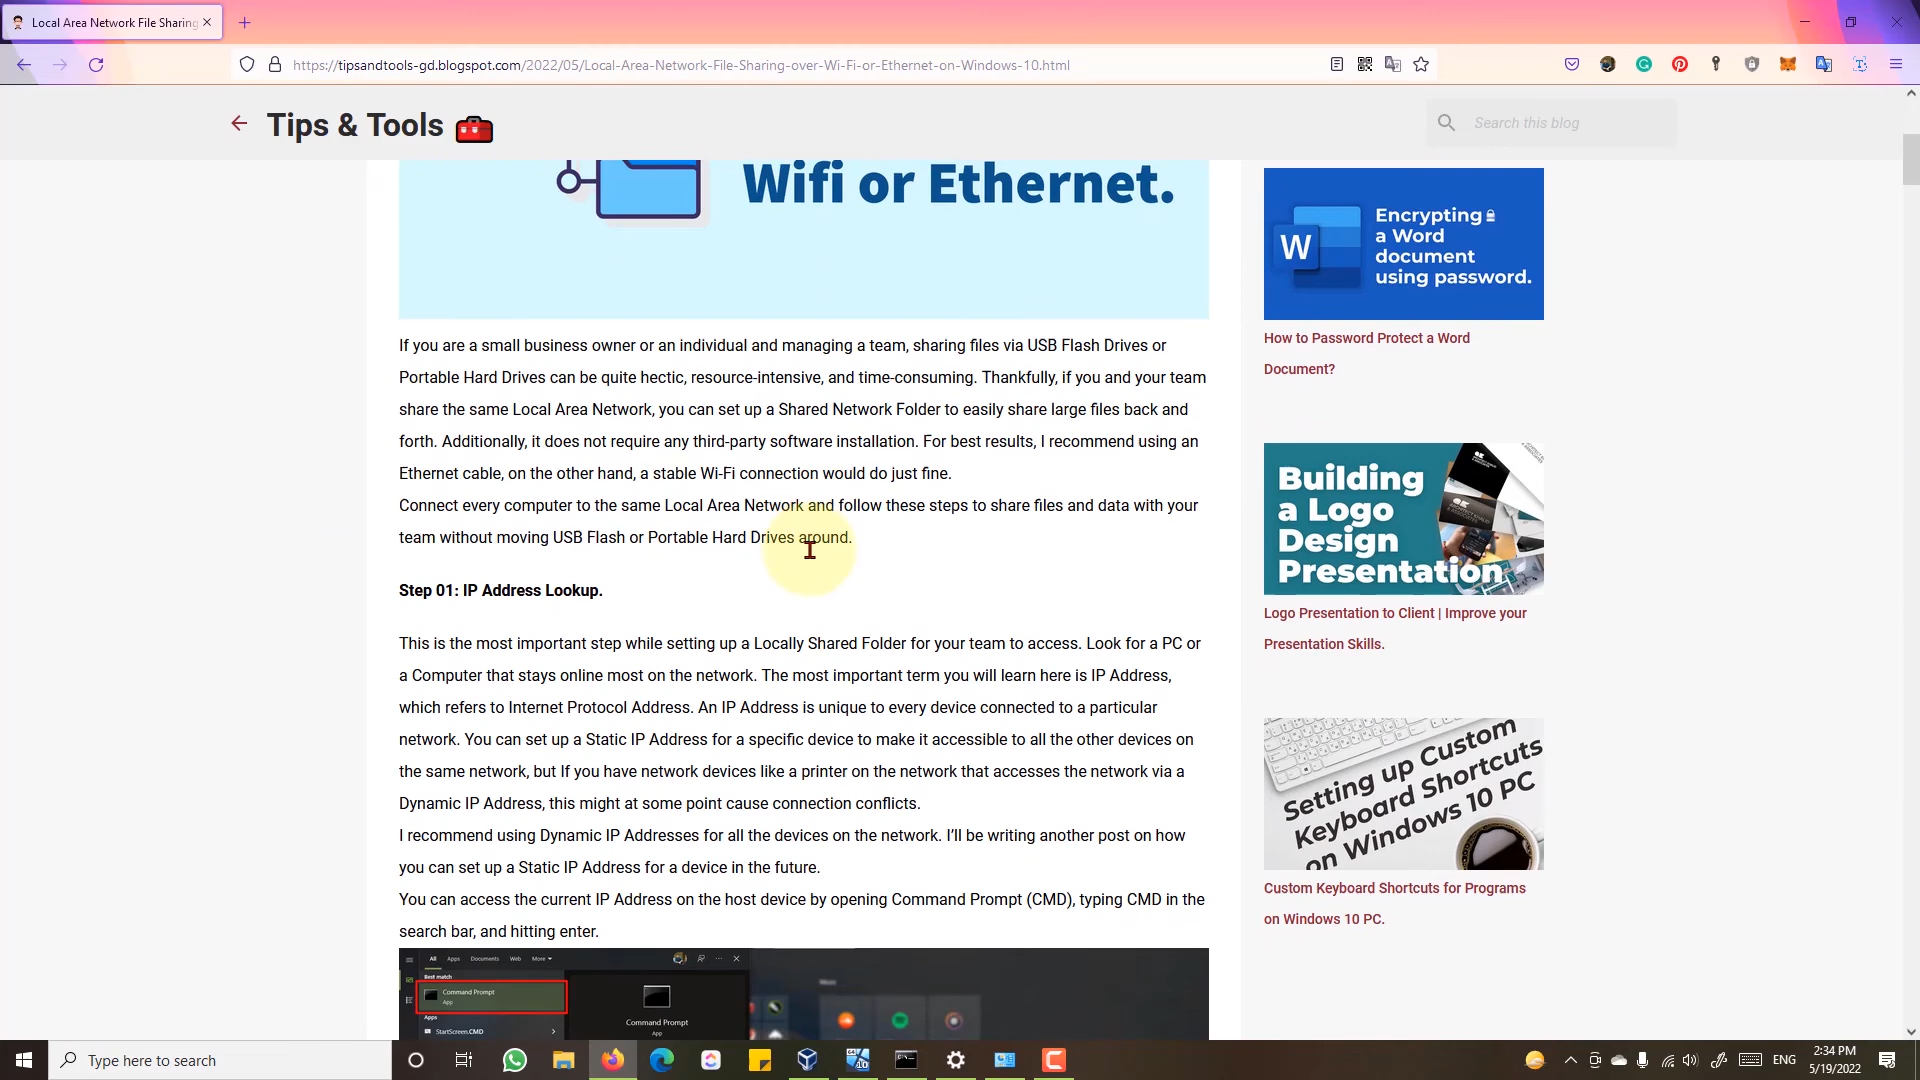 Local Area Network File Sharing
https://tipsandtools-gd.blogspot.com/2022/05/Local-Area-Network-File-Sharing-over-Wi-Fi-or-Ethernet-on-Windows-10.html
Tips & Tools
Search this blog
Wifi or Ethernet.
If you are a small business owner or an individual and managing a team, sharing files via USB Flash Drives or
Portable Hard Drives can be quite hectic, resource-intensive, and time-consuming. Thankfully, if you and your team
share the same Local Area Network, you can set up a Shared Network Folder to easily share large files back and
forth. Additionally, it does not require any third-party software installation. For best results, I recommend using an
Ethernet cable, on the other hand, a stable Wi-Fi connection would do just fine.
Connect every computer to the same Local Area Network and follow these steps to share files and data with your
team without moving USB Flash or Portable Hard Drives around.
Step 01: IP Address Lookup.
This is the most important step while setting up a Locally Shared Folder for your team to access. Look for a PC or
a Computer that stays online most on the network. The most important term you will learn here is IP Address,
which refers to Internet Protocol Address. An IP Address is unique to every device connected to a particular
network. You can set up a Static IP Address for a specific device to make it accessible to all the other devices on
the same network, but If you have network devices like a printer on the network that accesses the network via a
Dynamic IP Address, this might at some point cause connection conflicts.
I recommend using Dynamic IP Addresses for all the devices on the network. I'll be writing another post on how
you can set up a Static IP Address for a device in the future.
You can access the current IP Address on the host device by opening Command Prompt (CMD), typing CMD in the
search bar, and hitting enter.
All Apps Documents Web More
Best match
Command Prompt
App
Apps
StartScreen.CMD
Command Prompt
App
W
Encrypting
a Word
document
using password.
How to Password Protect a Word
Document?
Building
a Logo
Design
Presentation
Logo Presentation to Client | Improve your
Presentation Skills.
Setting up Custom
Keyboard Shortcuts
on Windows 10 PC
Custom Keyboard Shortcuts for Programs
on Windows 10 PC.
Type here to search
ENG
2:34 PM
5/19/2022